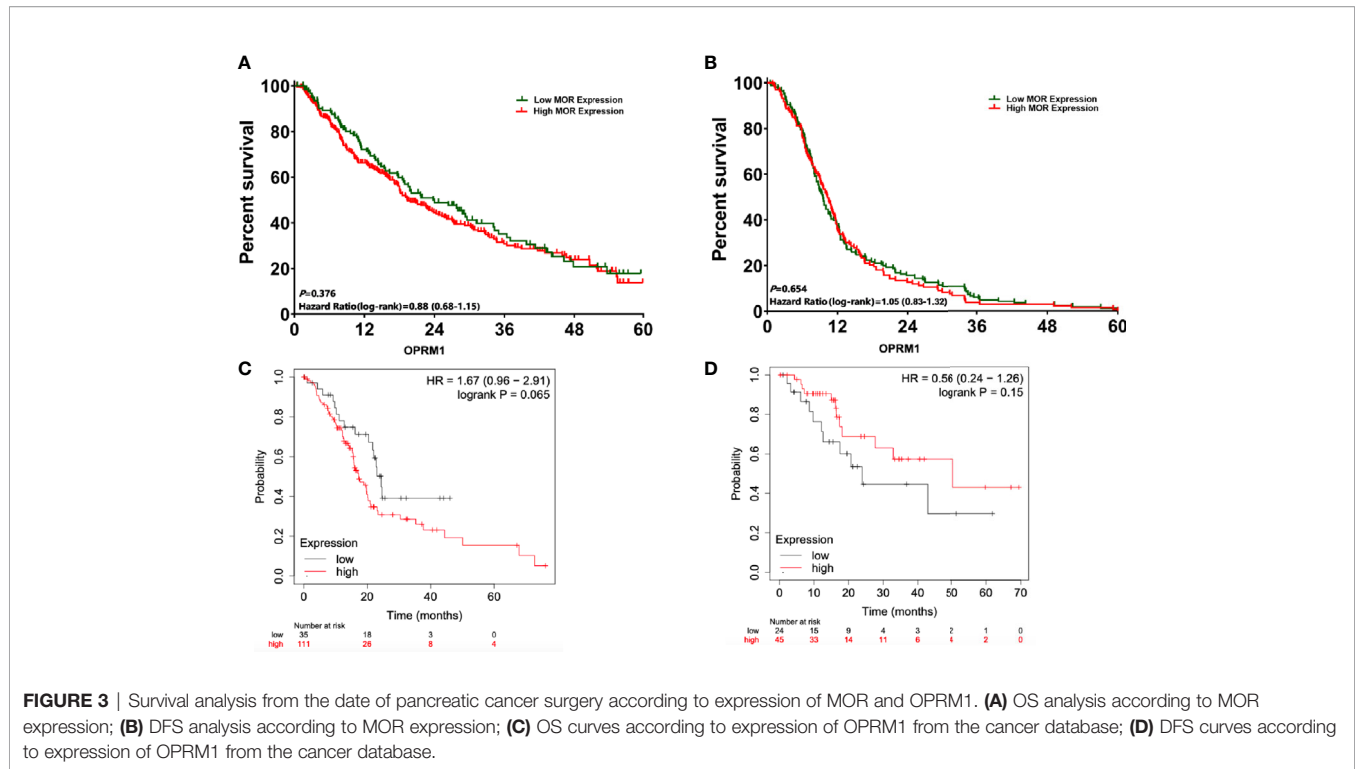 A
Percent survival
100
80
60
40
20
0
Low MOR Expression
High MOR Expression
P=0.376
Hazard Ratio(log-rank)=0.88 (0.68-1.15)
0 12 24 36 48 60
OPRM1
B
Percent survival
100
80
60
40
20
0
Low MOR Expression
High MOR Expression
P=0.654
Hazard Ratio(log-rank)=1.05 (0.83-1.32)
0 12 24 36 48 60
OPRM1
C
Probability
1.0
0.8
0.6
0.4
0.2
0.0
HR = 1.67 (0.96 − 2.91)
logrank P = 0.065
Expression
low
high
0 20 40 60
Time (months)
Number at risk
low 35 18 3 0
high 111 26 8 4
D
Probability
1.0
0.8
0.6
0.4
0.2
0.0
HR = 0.56 (0.24 − 1.26)
logrank P = 0.15
Expression
low
high
0 10 20 30 40 50 60 70
Time (months)
Number at risk
low 24 15 9 4 3 2 1 0
high 45 33 14 11 6 4 2 0
FIGURE 3 | Survival analysis from the date of pancreatic cancer surgery according to expression of MOR and OPRM1. (A) OS analysis according to MOR
expression; (B) DFS analysis according to MOR expression; (C) OS curves according to expression of OPRM1 from the cancer database; (D) DFS curves according
to expression of OPRM1 from the cancer database.